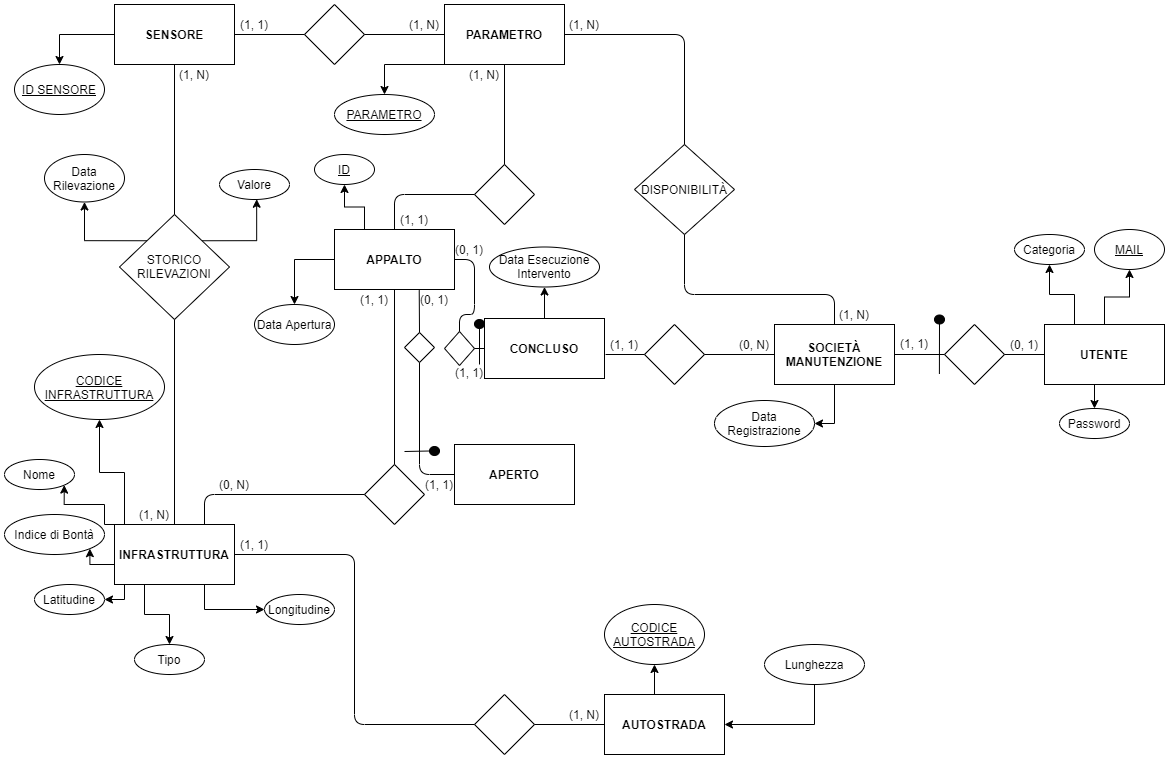 SENSORE
(1, 1)
(1, N)
PARAMETRO
(1, N)
(1, N)
(1, N)
ID SENSORE
PARAMETRO
Data
Rilevazione
Valore
ID
DISPONIBILITÀ
(1, 1)
STORICO
RILEVAZIONI
APPALTO
(0, 1)
Data Esecuzione
Intervento
Categoria
MAIL
(1, 1)
(0, 1)
Data Apertura
(1, N)
CONCLUSO
(1, 1)
(0, N)
SOCIETÀ
MANUTENZIONE
(1, 1)
(0, 1)
UTENTE
(1, 1)
CODICE
INFRASTRUTTURA
Data
Registrazione
Password
Nome
APERTO
(1, 1)
(0, N)
(1, N)
Indice di Bontà
INFRASTRUTTURA
(1, 1)
Latitudine
Longitudine
Tipo
CODICE
AUTOSTRADA
Lunghezza
(1, N)
AUTOSTRADA